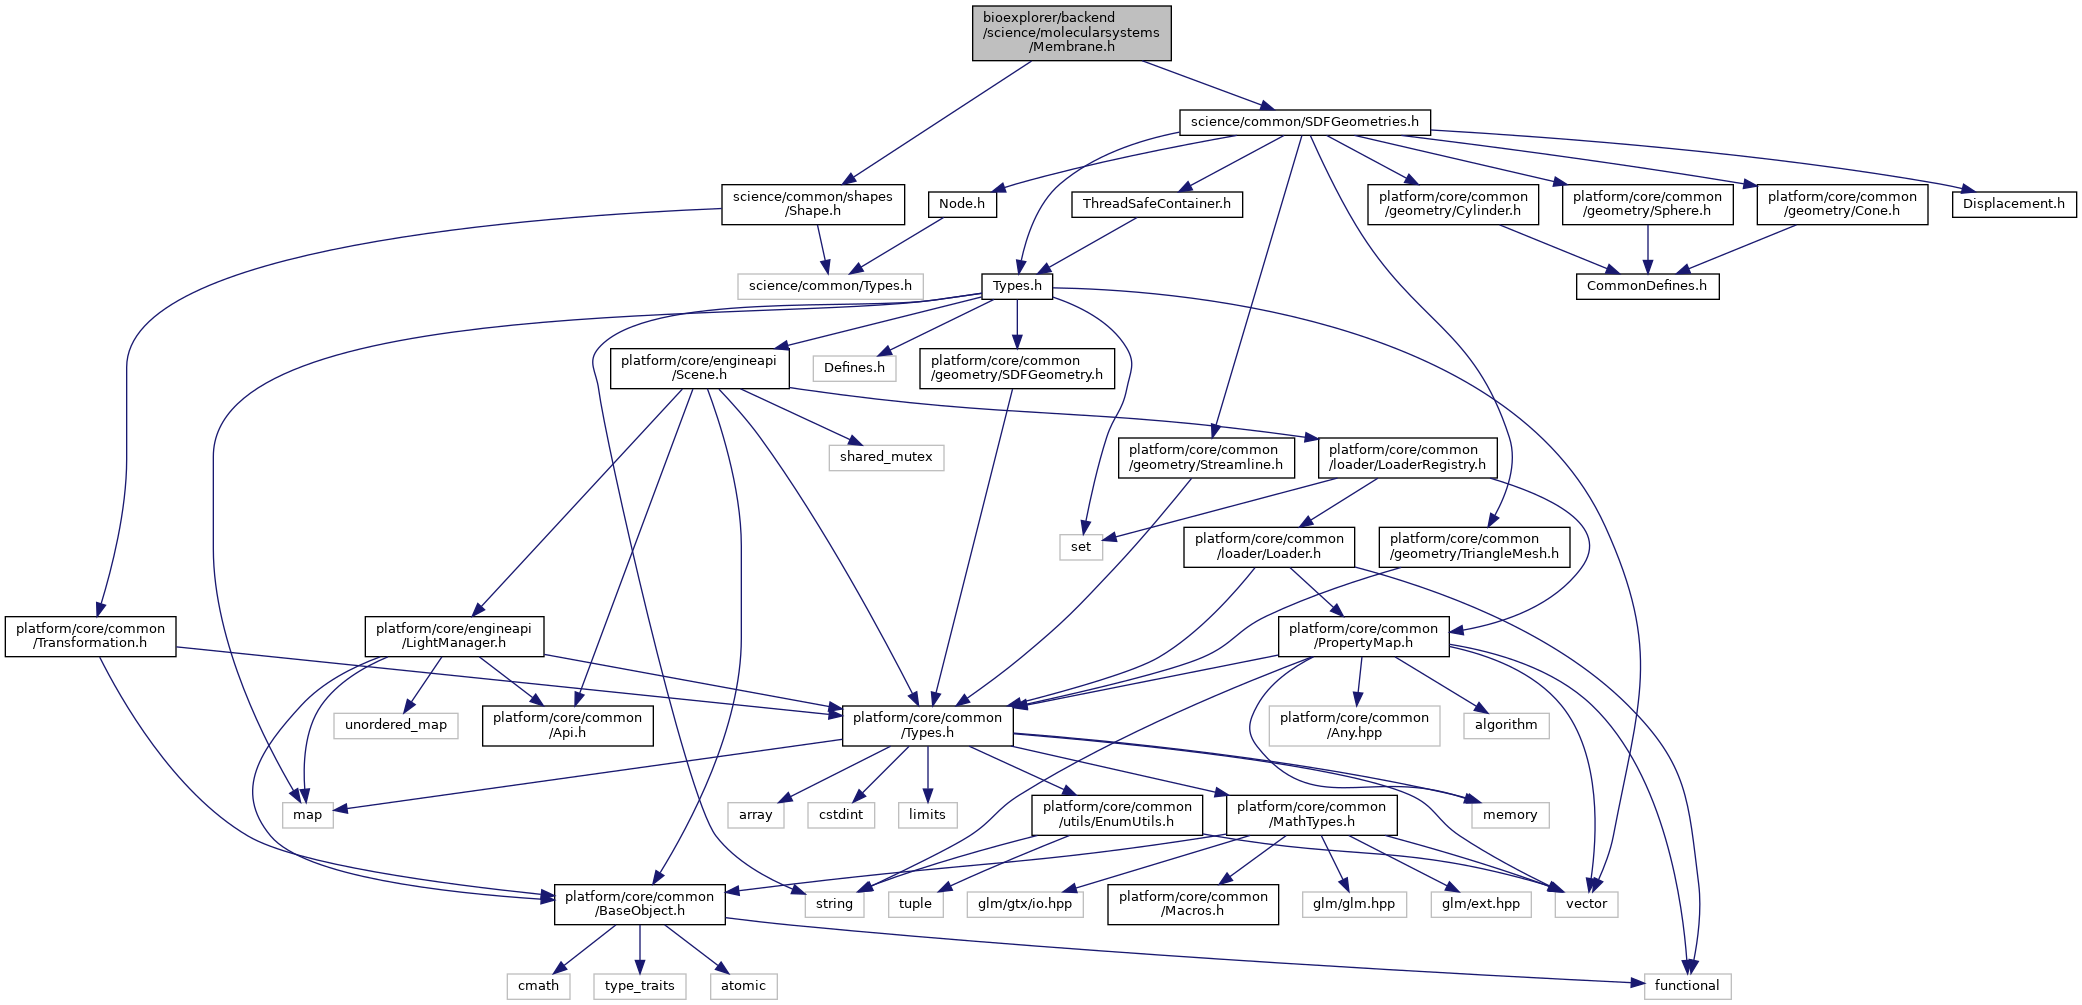 bioexplorer/backend
/science/molecularsystems
/Membrane.h
science/common/SDFGeometries.h
science/common/shapes
/Shape.h
Node.h
ThreadSafeContainer.h
platform/core/common
/geometry/Cylinder.h
platform/core/common
/geometry/Sphere.h
platform/core/common
/geometry/Cone.h
Displacement.h
science/common/Types.h
Types.h
CommonDefines.h
platform/core/engineapi
/Scene.h
Defines.h
platform/core/common
/geometry/SDFGeometry.h
shared_mutex
platform/core/common
/geometry/Streamline.h
platform/core/common
/loader/LoaderRegistry.h
set
platform/core/common
/loader/Loader.h
platform/core/common
/geometry/TriangleMesh.h
platform/core/common
/Transformation.h
platform/core/engineapi
/LightManager.h
platform/core/common
/PropertyMap.h
unordered_map
platform/core/common
/Api.h
platform/core/common
/Types.h
platform/core/common
/Any.hpp
algorithm
map
array
cstdint
limits
platform/core/common
/utils/EnumUtils.h
platform/core/common
/MathTypes.h
memory
platform/core/common
/BaseObject.h
string
tuple
glm/gtx/io.hpp
platform/core/common
/Macros.h
glm/glm.hpp
glm/ext.hpp
vector
cmath
type_traits
atomic
functional